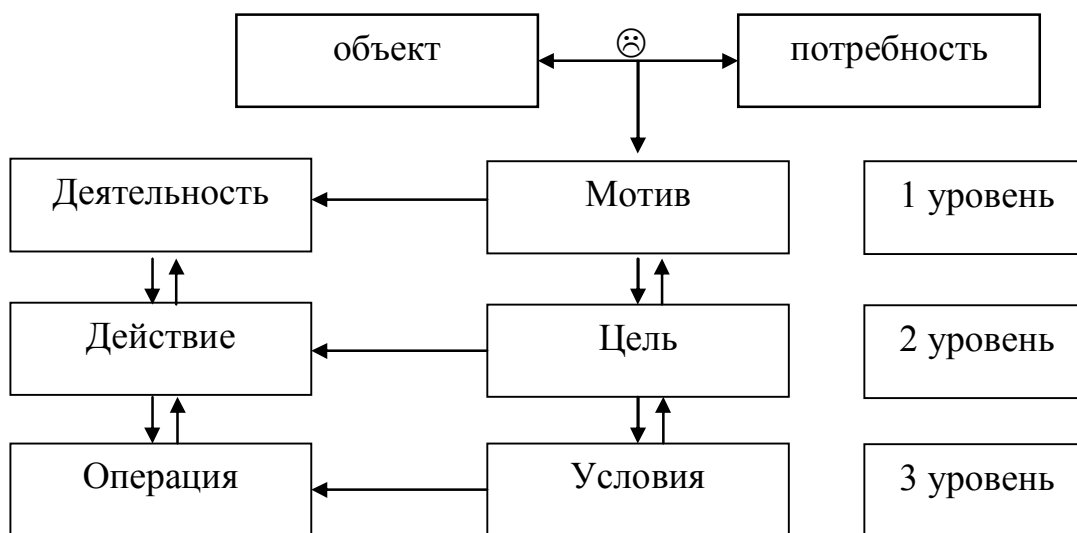 объект
потребность
Деятельность
Мотив
1 уровень
Действие
Цель
2 уровень
Операция
Условия
3 уровень